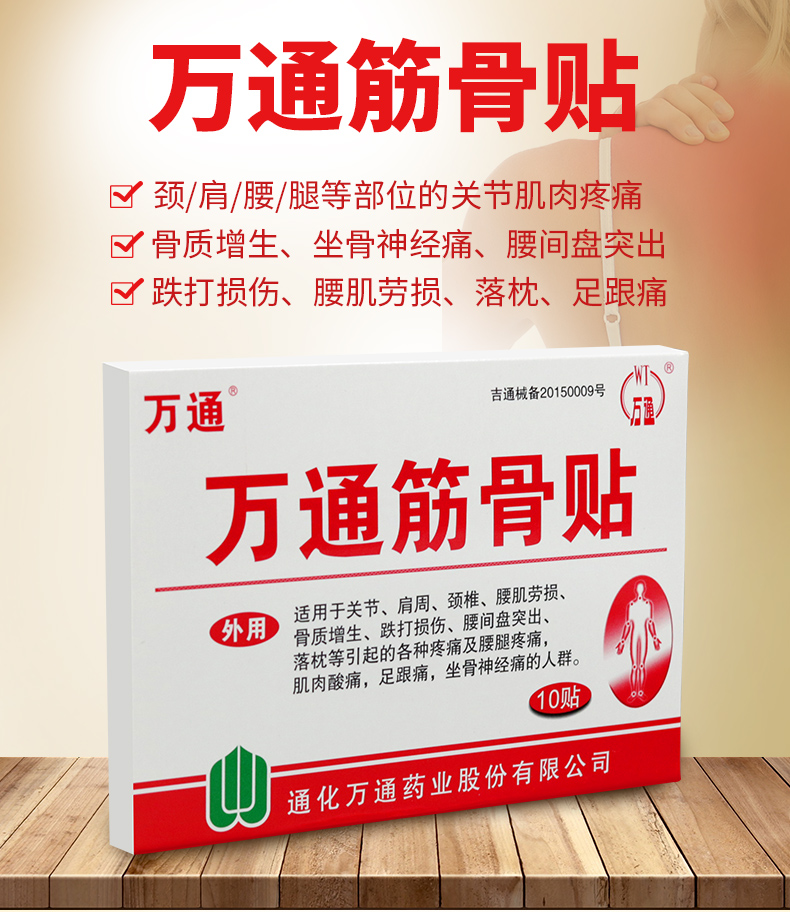 万通筋骨贴
颈/肩/腰/腿等部位的关节肌肉疼痛
骨质增生、坐骨神经痛、腰间盘突出
跌打损伤、腰肌劳损、落枕、足跟痛
万通®
吉通械备20150009号
WT
万通
®
万通筋骨贴
外用
适用于关节、肩周、颈椎、腰肌劳损、
骨质增生、跌打损伤、腰间盘突出、
落枕等引起的各种疼痛及腰腿疼痛，
肌肉酸痛，足跟痛，坐骨神经痛的人群。
10贴
通化万通药业股份有限公司